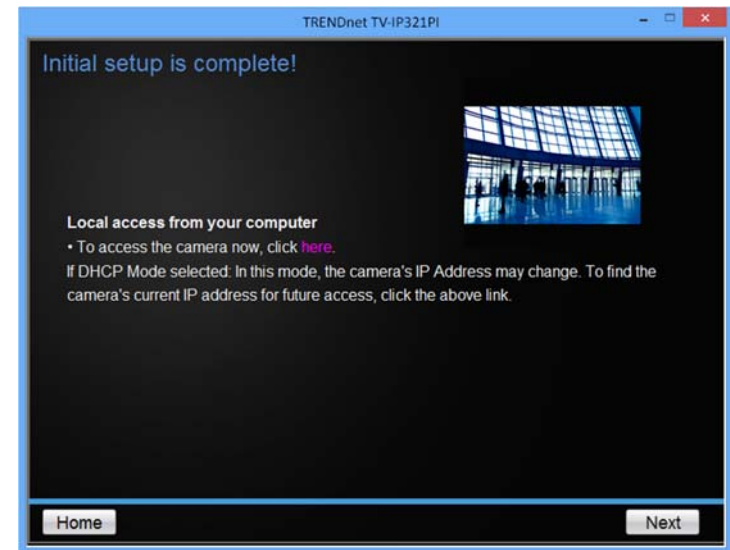 TRENDnet TV-IP321PI
Initial setup is complete!
Local access from your computer
• To access the camera now, click here.
If DHCP Mode selected: In this mode, the camera's IP Address may change. To find the
camera's current IP address for future access, click the above link.
Home
Next